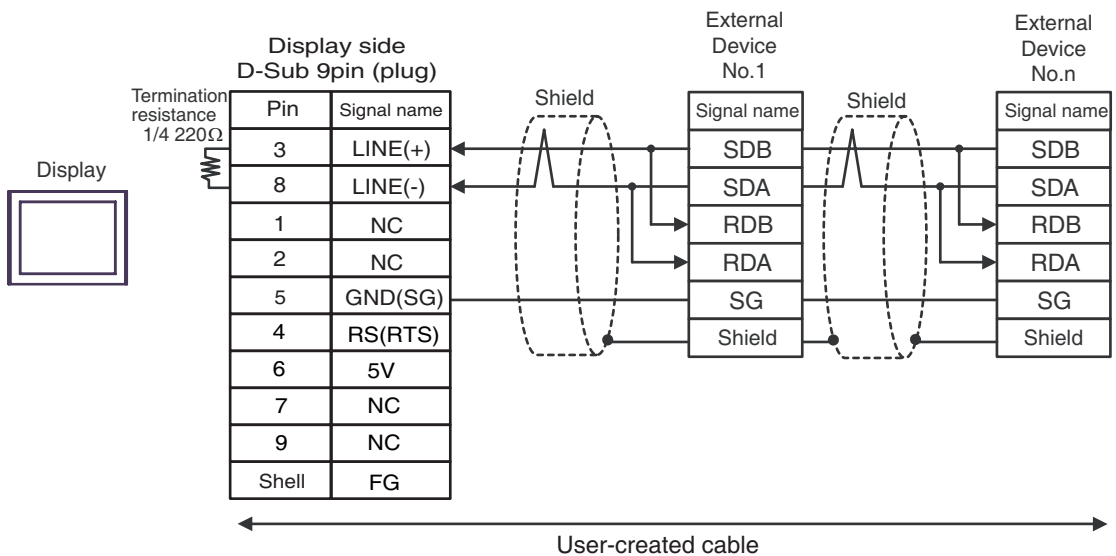 Display
Display side
D-Sub 9pin (plug)
Termination
resistance
1/4 220Ω
Pin Signal name
3 LINE(+)
8 LINE(-)
1 NC
2 NC
5 GND(SG)
4 RS(RTS)
6 5V
7 NC
9 NC
Shell FG
Shield
External
Device
No.1
Signal name
SDB
SDA
RDB
RDA
SG
Shield
Shield
External
Device
No.n
Signal name
SDB
SDA
RDB
RDA
SG
Shield
User-created cable